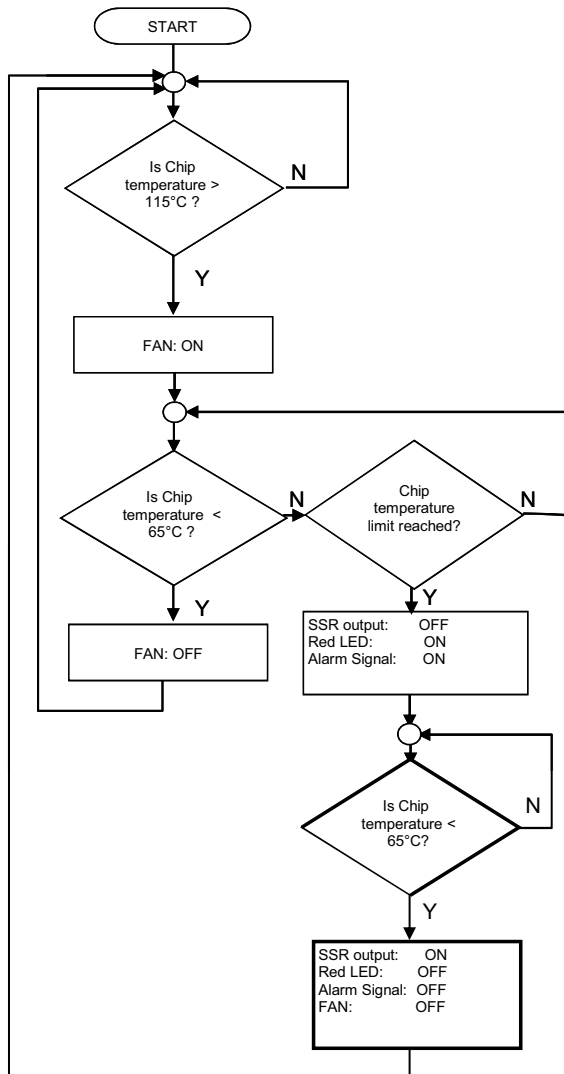 START
Is Chip
temperature >
115°C ?
N
Y
FAN: ON
Is Chip
temperature <
65°C ?
N
Chip
temperature
limit reached?
N
Y
Y
FAN: OFF
SSR output: OFF
Red LED: ON
Alarm Signal: ON
Is Chip
temperature <
65°C?
N
Y
SSR output: ON
Red LED: OFF
Alarm Signal: OFF
FAN: OFF